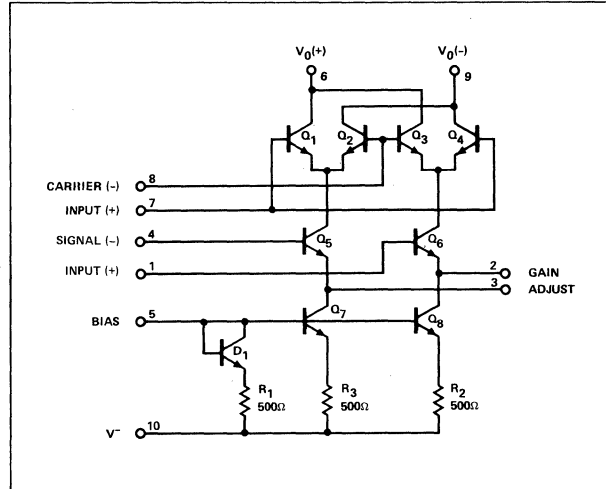 V0(+)
6
V0(-)
9
Q1
Q2
Q3
Q4
CARRIER (-)
8
INPUT (+)
7
SIGNAL (-)
4
Q5
Q6
INPUT (+)
1
2
GAIN
3
ADJUST
BIAS
5
Q7
Q8
D1
R1
500Ω
R3
500Ω
R2
500Ω
V-
10